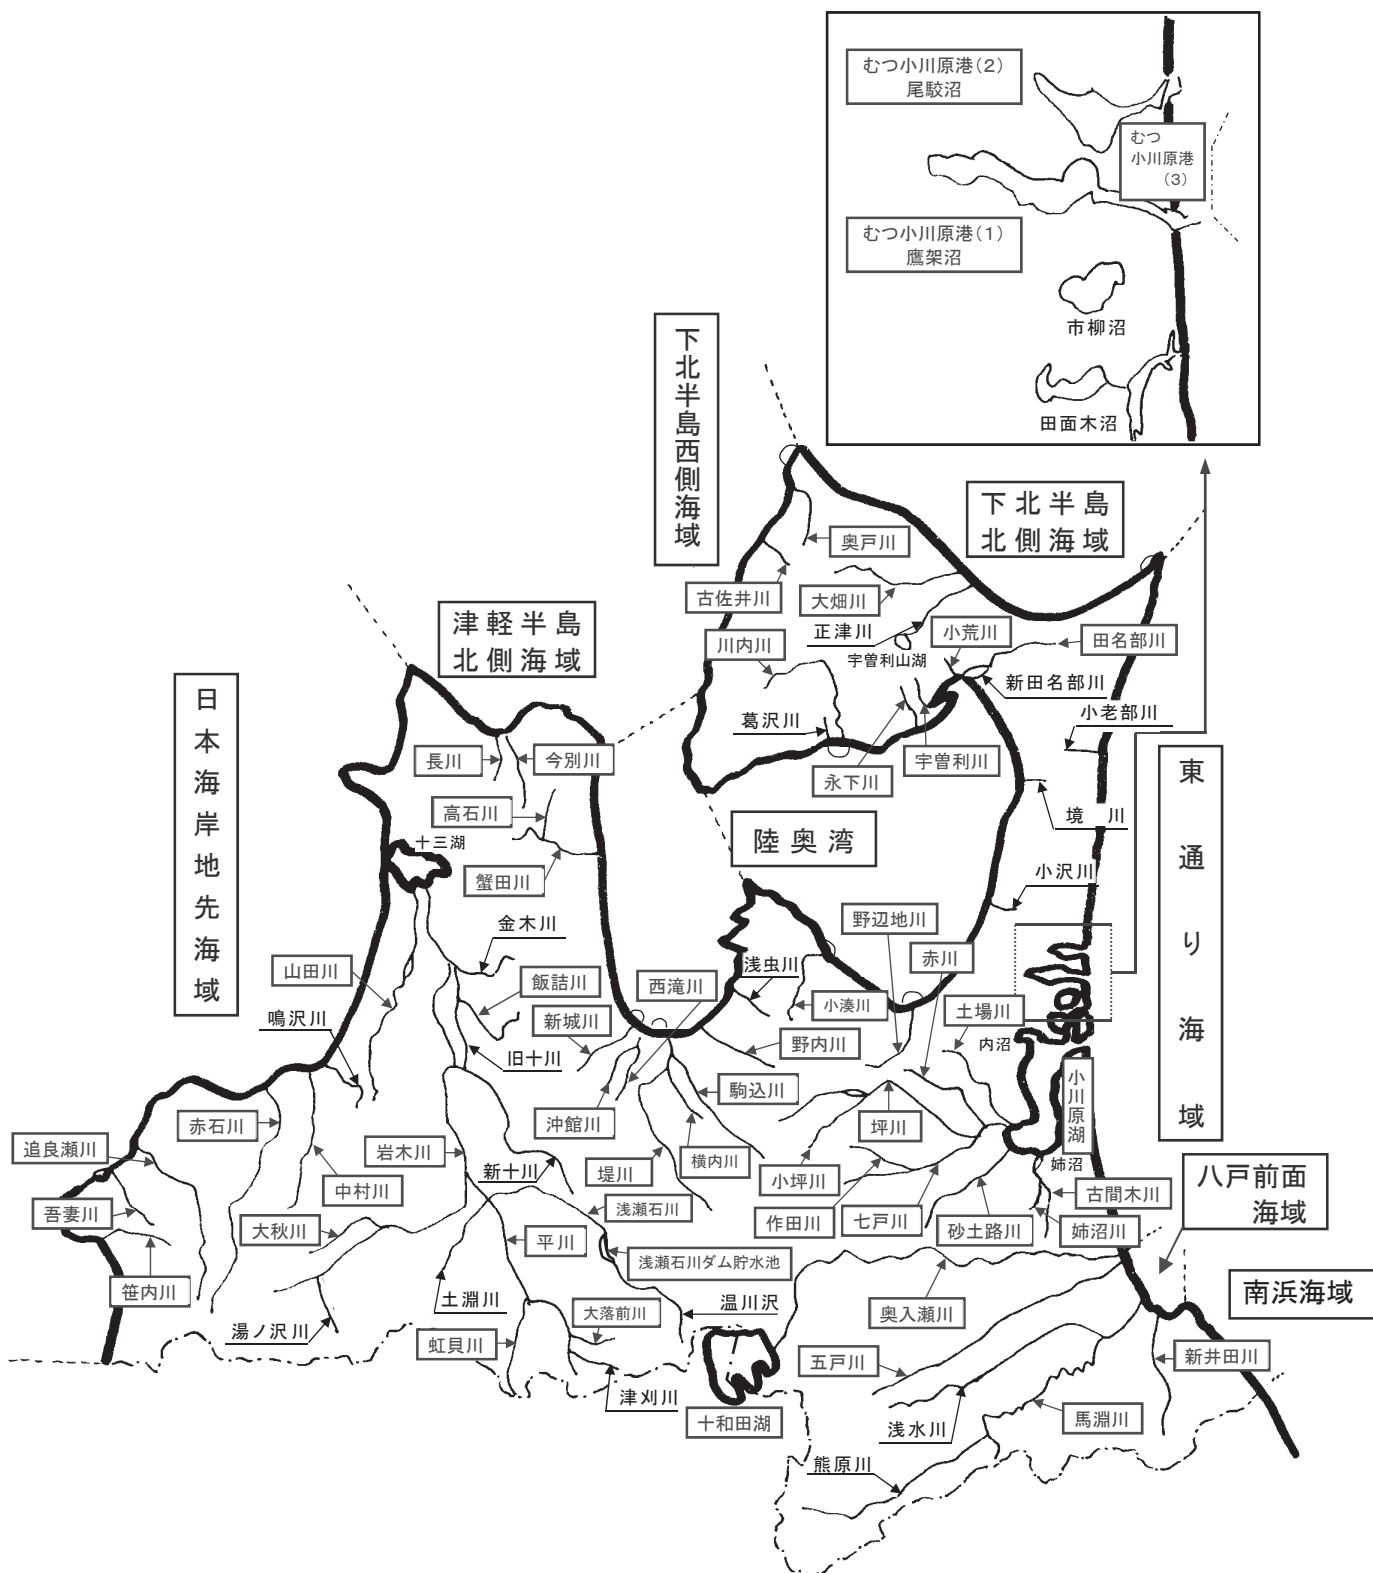 むつ小川原港(2)
尾駮沼
むつ
小川原港
(3)
むつ小川原港(1)
鷹架沼
市柳沼
田面木沼
下北半島西側海域
下北半島
北側海域
奥戸川
古佐井川
大畑川
正津川
小荒川
田名部川
川内川
宇曽利山湖
新田名部川
葛沢川
小老部川
永下川
宇曽利川
津軽半島
北側海域
日本海岸地先海域
東通り海域
長川
今別川
高石川
十三湖
蟹田川
陸奥湾
境川
小沢川
金木川
野辺地川
赤川
山田川
飯詰川
西滝川
浅虫川
小湊川
土場川
鳴沢川
新城川
旧十川
野内川
内沼
小川原湖
駒込川
沖館川
坪川
赤石川
追良瀬川
岩木川
新十川
堤川
横内川
小坪川
姉沼
八戸前面
海域
中村川
吾妻川
大秋川
浅瀬石川
作田川
七戸川
砂土路川
古間木川
姉沼川
平川
浅瀬石川ダム貯水池
笹内川
土淵川
大落前川
温川沢
奥入瀬川
南浜海域
湯ノ沢川
虹貝川
五戸川
新井田川
津刈川
十和田湖
浅水川
馬淵川
熊原川